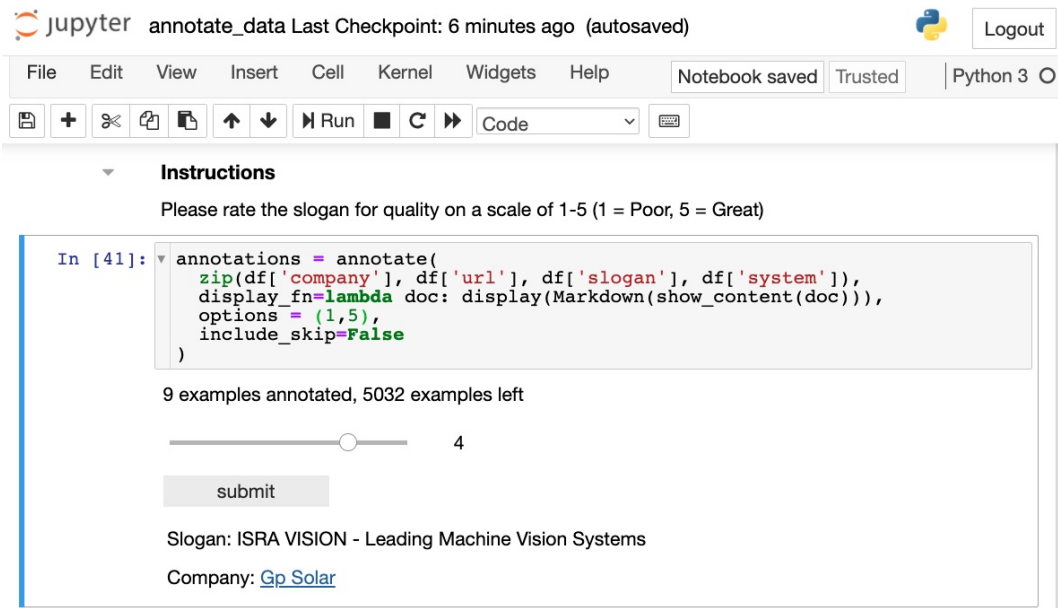 jupyter annotate_data Last Checkpoint: 6 minutes ago (autosaved) Logout
File Edit View Insert Cell Kernel Widgets Help Notebook saved Trusted Python 3
Run Code
Instructions
Please rate the slogan for quality on a scale of 1-5 (1 = Poor, 5 = Great)
In [41]: annotations = annotate(
zip(df['company'], df['url'], df['slogan'], df['system']),
display_fn=lambda doc: display(Markdown(show_content(doc))),
options = (1,5),
include_skip=False
)
9 examples annotated, 5032 examples left
4
submit
Slogan: ISRA VISION - Leading Machine Vision Systems
Company: Gp Solar